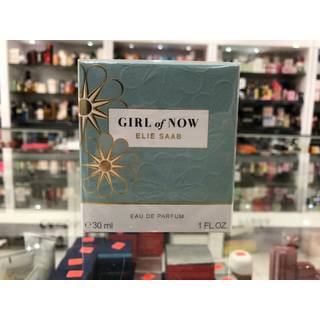 GIRL of NOW
ELIE SAAB
EAU DE PARFUM
℮30 ml 1 FL.OZ.